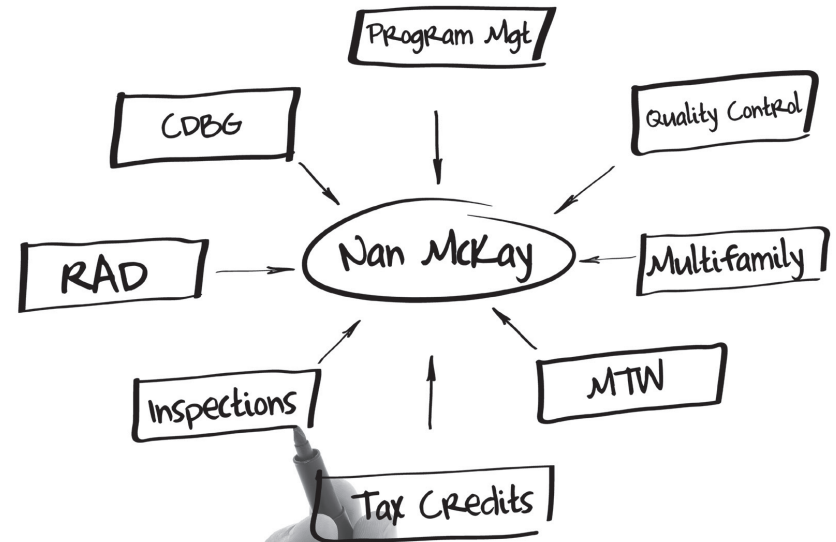 Program Mgt
CDBG
Quality Control
Nan McKay
RAD
Multifamily
Inspections
MTW
Tax Credits